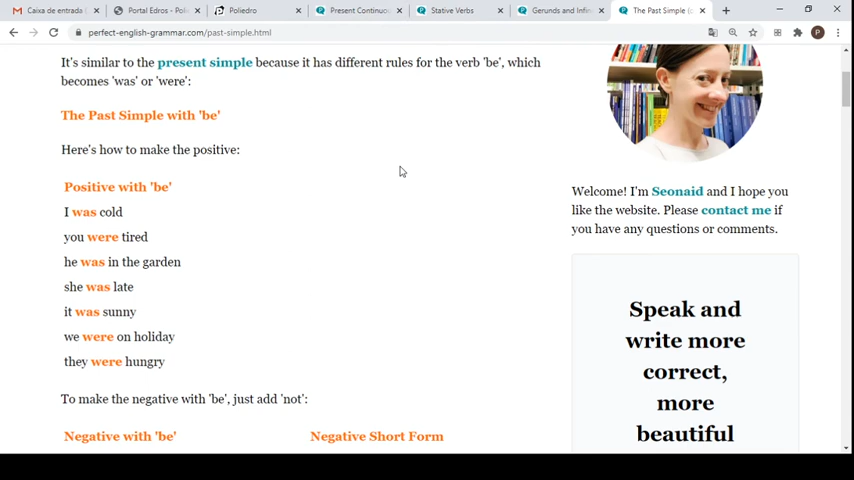 Caixa de entrada
Portal Edros - Polie
Poliedro
Present Continuo
Stative Verbs
Gerunds and Infin
The Past Simple (
perfect-english-grammar.com/past-simple.html
P
It's similar to the present simple because it has different rules for the verb 'be', which
becomes 'was' or 'were':
The Past Simple with 'be'
Here's how to make the positive:
Positive with 'be'
I was cold
you were tired
he was in the garden
she was late
it was sunny
we were on holiday
they were hungry
To make the negative with 'be', just add 'not':
Negative with 'be'
Negative Short Form
Welcome! I'm Seonaid and I hope you
like the website. Please contact me if
you have any questions or comments.
Speak and
write more
correct,
more
beautiful